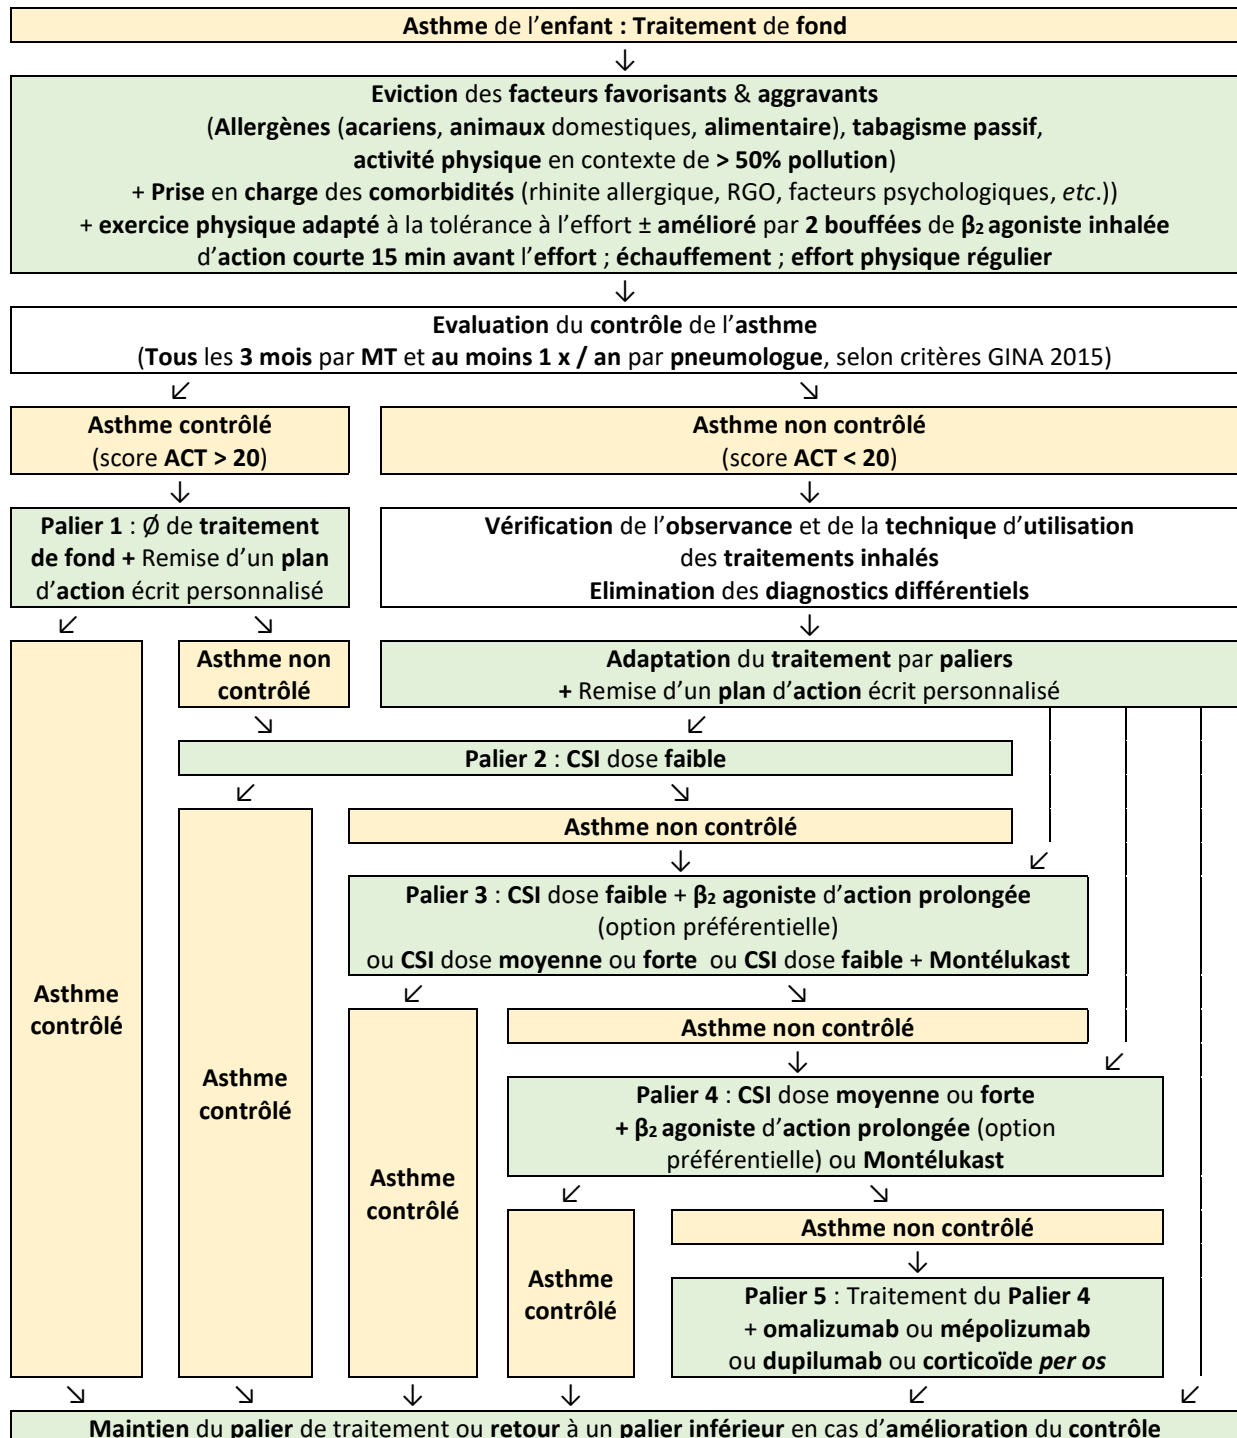 Asthme de l'enfant : Traitement de fond
↓
Eviction des facteurs favorisants & aggravants
(Allergènes (acariens, animaux domestiques, alimentaire), tabagisme passif,
activité physique en contexte de > 50% pollution)
+ Prise en charge des comorbidités (rhinite allergique, RGO, facteurs psychologiques, etc.))
+ exercice physique adapté à la tolérance à l'effort ± amélioré par 2 bouffées de β₂ agoniste inhalée
d'action courte 15 min avant l'effort ; échauffement ; effort physique régulier
↓
Evaluation du contrôle de l'asthme
(Tous les 3 mois par MT et au moins 1 x / an par pneumologue, selon critères GINA 2015)
↙ ↘
Asthme contrôlé
(score ACT > 20)
Asthme non contrôlé
(score ACT < 20)
↓ ↓
Palier 1 : Ø de traitement
de fond + Remise d'un plan
d'action écrit personnalisé
Vérification de l'observance et de la technique d'utilisation
des traitements inhalés
Elimination des diagnostics différentiels
↙ ↘ ↓
Asthme non
contrôlé
Adaptation du traitement par paliers
+ Remise d'un plan d'action écrit personnalisé
↘ ↙
Palier 2 : CSI dose faible
↙ ↘
Asthme non contrôlé
↓ ↙
Palier 3 : CSI dose faible + β₂ agoniste d'action prolongée
(option préférentielle)
ou CSI dose moyenne ou forte ou CSI dose faible + Montélukast
↙ ↘
Asthme
contrôlé
Asthme non contrôlé
↓ ↙
Asthme
contrôlé
Palier 4 : CSI dose moyenne ou forte
+ β₂ agoniste d'action prolongée (option
préférentielle) ou Montélukast
Asthme
contrôlé
↙ ↘
Asthme non contrôlé
↓
Asthme
contrôlé
Palier 5 : Traitement du Palier 4
+ omalizumab ou mépolizumab
ou dupilumab ou corticoïde per os
↘ ↘ ↓ ↓ ↙ ↙
Maintien du palier de traitement ou retour à un palier inférieur en cas d'amélioration du contrôle